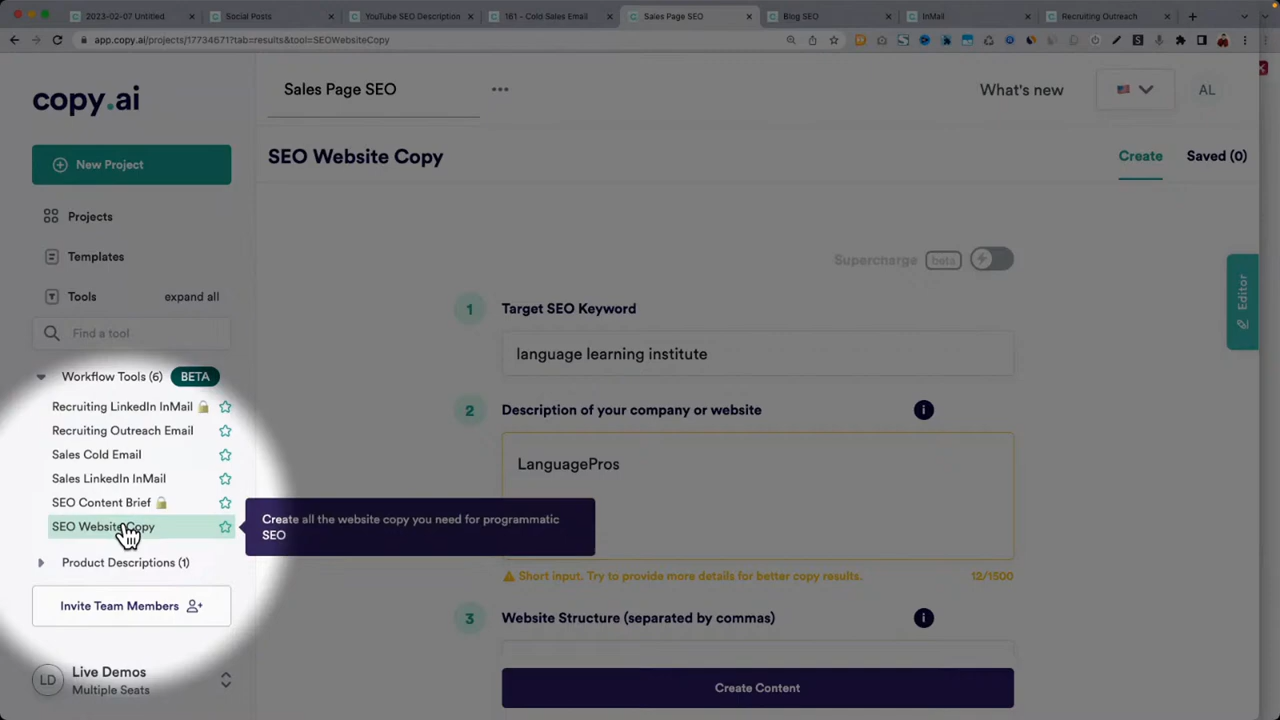 2023-02-07 Untitled
Social Posts
YouTube SEO Description
161 - Cold Sales Email
Sales Page SEO
Blog SEO
InMail
Recruiting Outreach
app.copy.ai/projects/17734671?tab=results&tool=SEOWebsiteCopy
copy.ai
Sales Page SEO
What's new
AL
New Project
SEO Website Copy
Create
Saved (0)
Projects
Templates
Supercharge beta
Tools
expand all
1
Target SEO Keyword
Find a tool
language learning institute
Workflow Tools (6) BETA
Recruiting LinkedIn InMail
2
Description of your company or website
Recruiting Outreach Email
Sales Cold Email
LanguagePros
Sales LinkedIn InMail
SEO Content Brief
SEO Website Copy
Create all the website copy you need for programmatic
SEO
Product Descriptions (1)
Short input. Try to provide more details for better copy results.
12/1500
Invite Team Members
3
Website Structure (separated by commas)
Editor
LD
Live Demos
Multiple Seats
Create Content